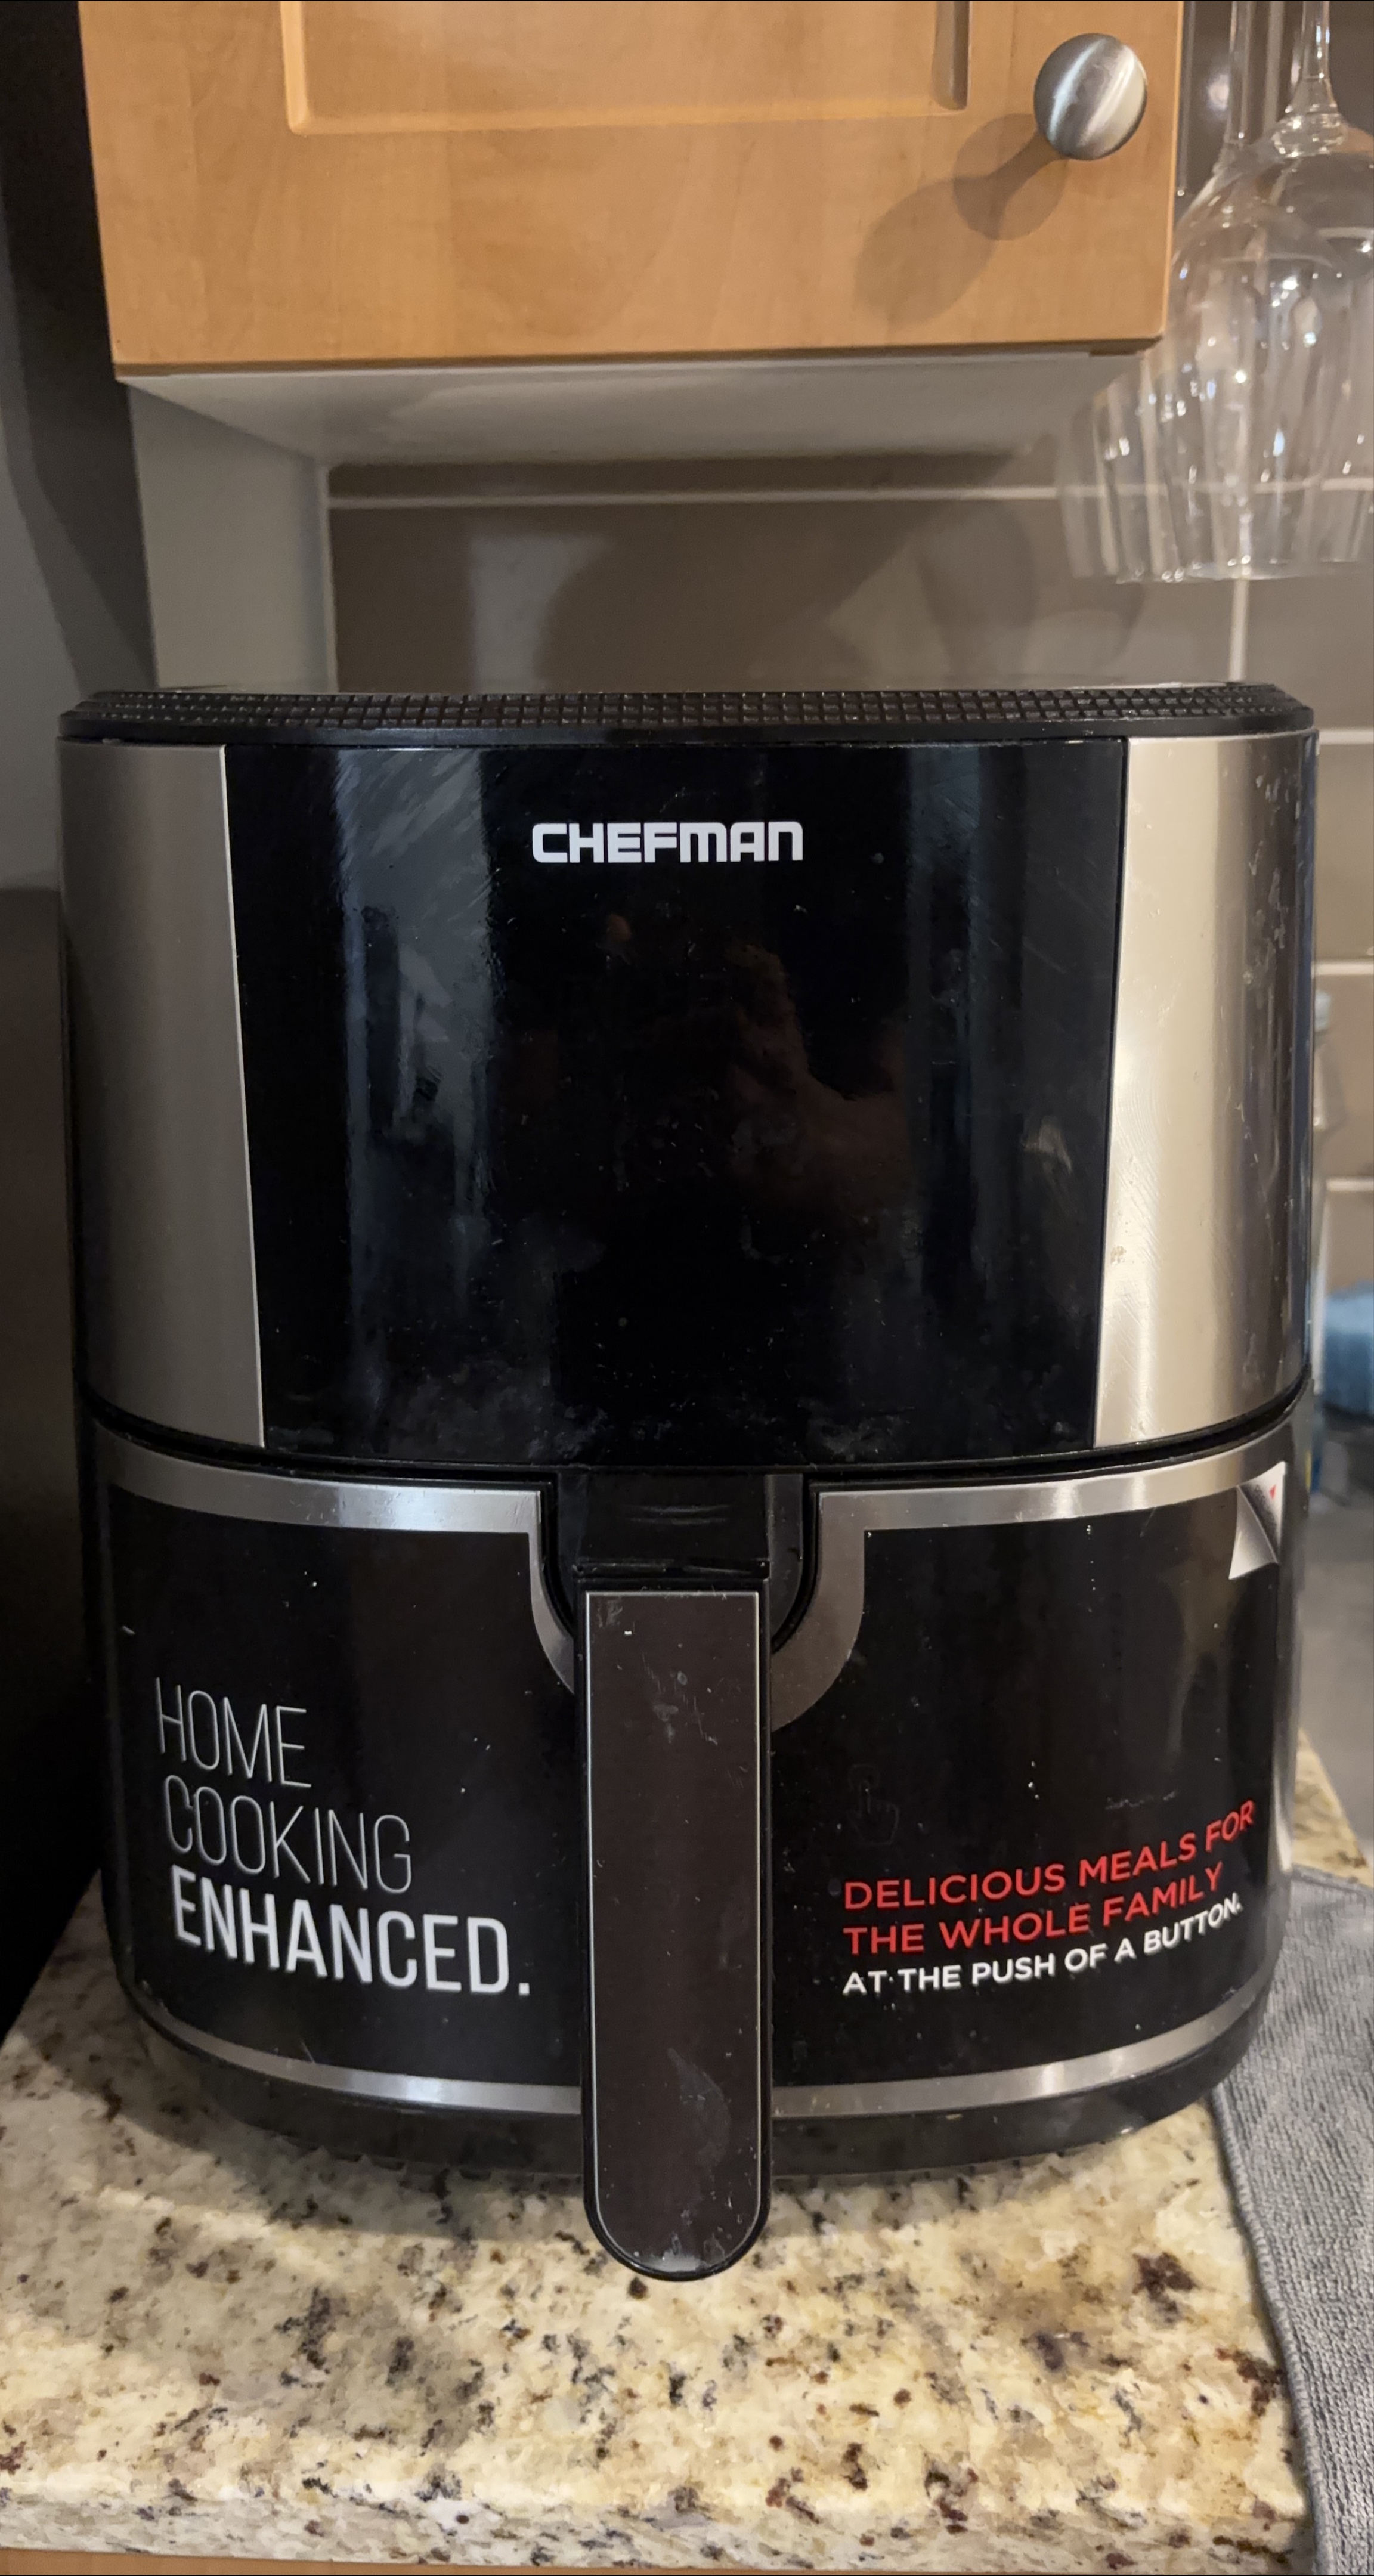 CHEFMAN
HOME
COOKING
ENHANCED.
DELICIOUS MEALS FOR
THE WHOLE FAMILY
AT THE PUSH OF A BUTTON.